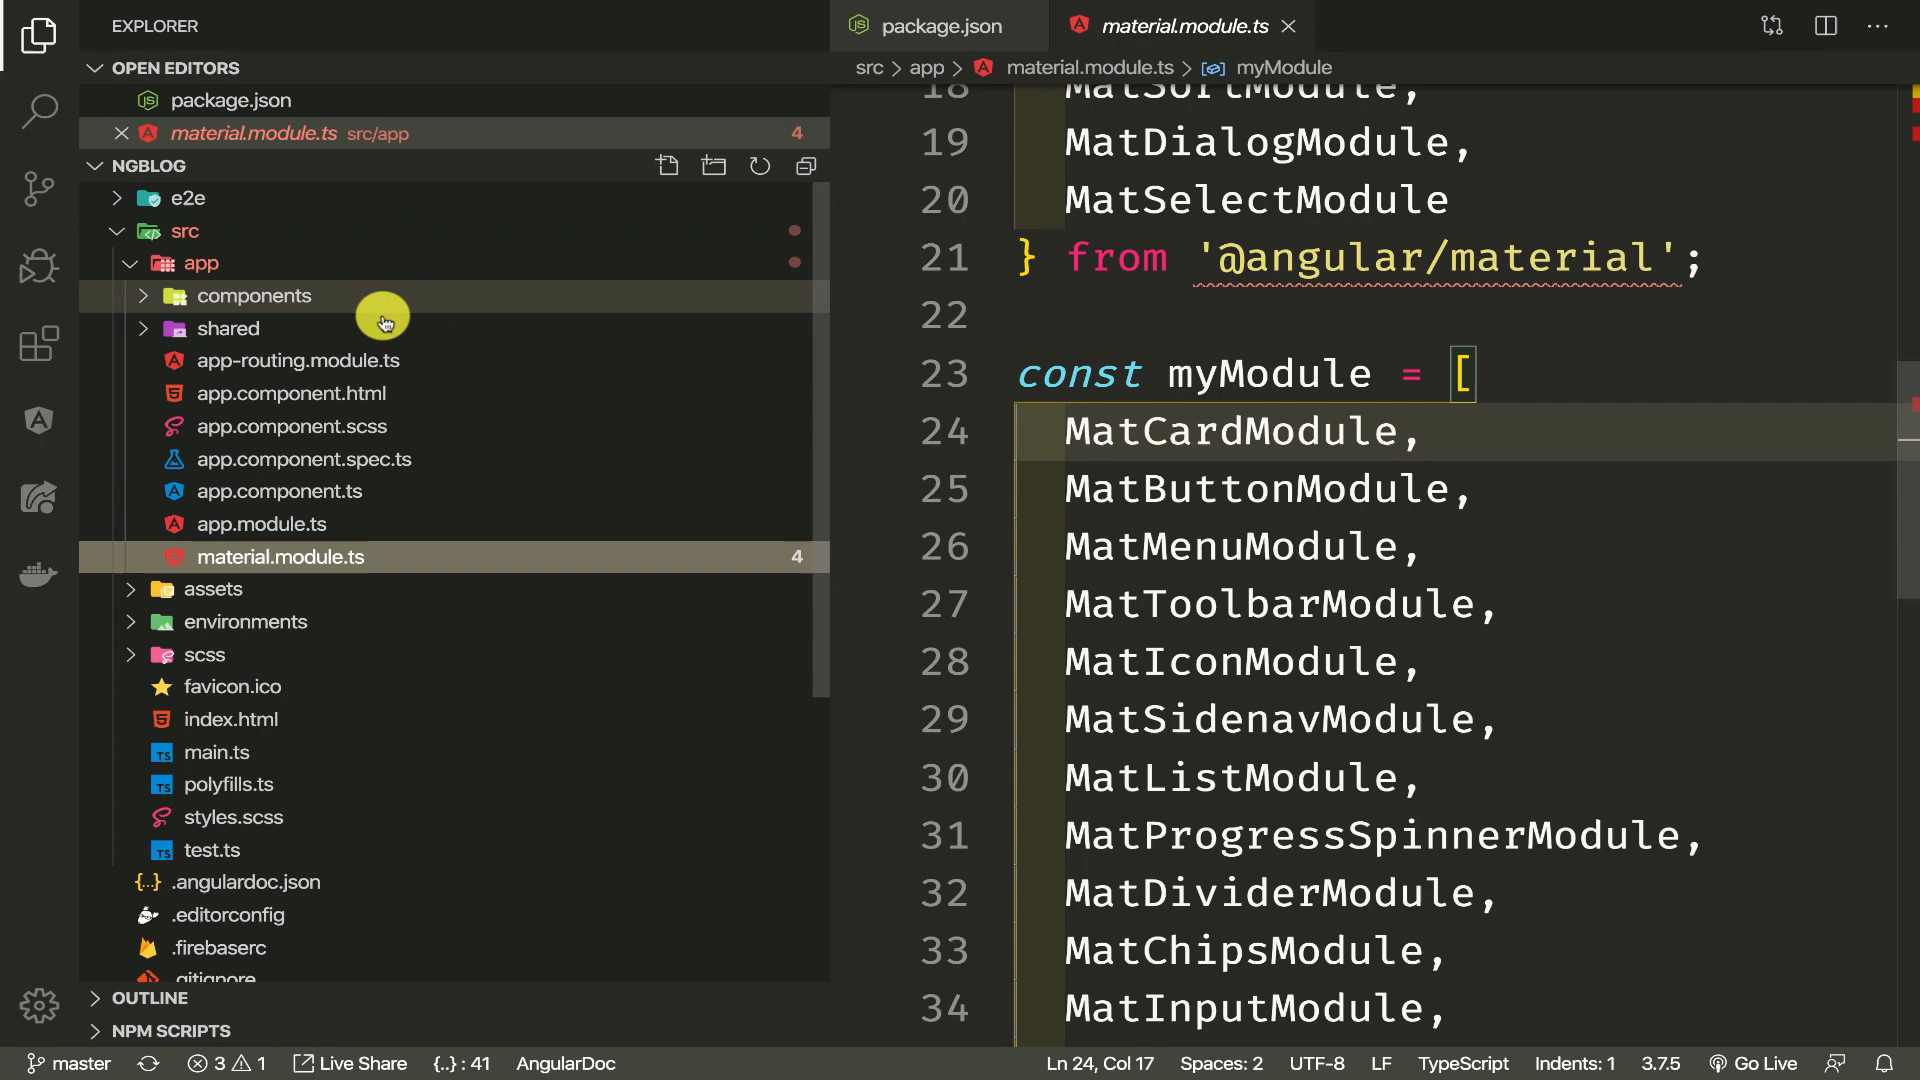 EXPLORER
OPEN EDITORS
package.json
material.module.ts src/app 4
NGBLOG
e2e
src
app
components
shared
app-routing.module.ts
app.component.html
app.component.scss
app.component.spec.ts
app.component.ts
app.module.ts
material.module.ts 4
assets
environments
scss
favicon.ico
index.html
main.ts
polyfills.ts
styles.scss
test.ts
.angulardoc.json
.editorconfig
.firebaserc
.gitignore
OUTLINE
NPM SCRIPTS
package.json material.module.ts
src > app > material.module.ts > myModule
18 MatSortModule,
19 MatDialogModule,
20 MatSelectModule
21 } from '@angular/material';
22
23 const myModule = [
24 MatCardModule,
25 MatButtonModule,
26 MatMenuModule,
27 MatToolbarModule,
28 MatIconModule,
29 MatSidenavModule,
30 MatListModule,
31 MatProgressSpinnerModule,
32 MatDividerModule,
33 MatChipsModule,
34 MatInputModule,
master 3 1 Live Share {..} : 41 AngularDoc Ln 24, Col 17 Spaces: 2 UTF-8 LF TypeScript Indents: 1 3.7.5 Go Live